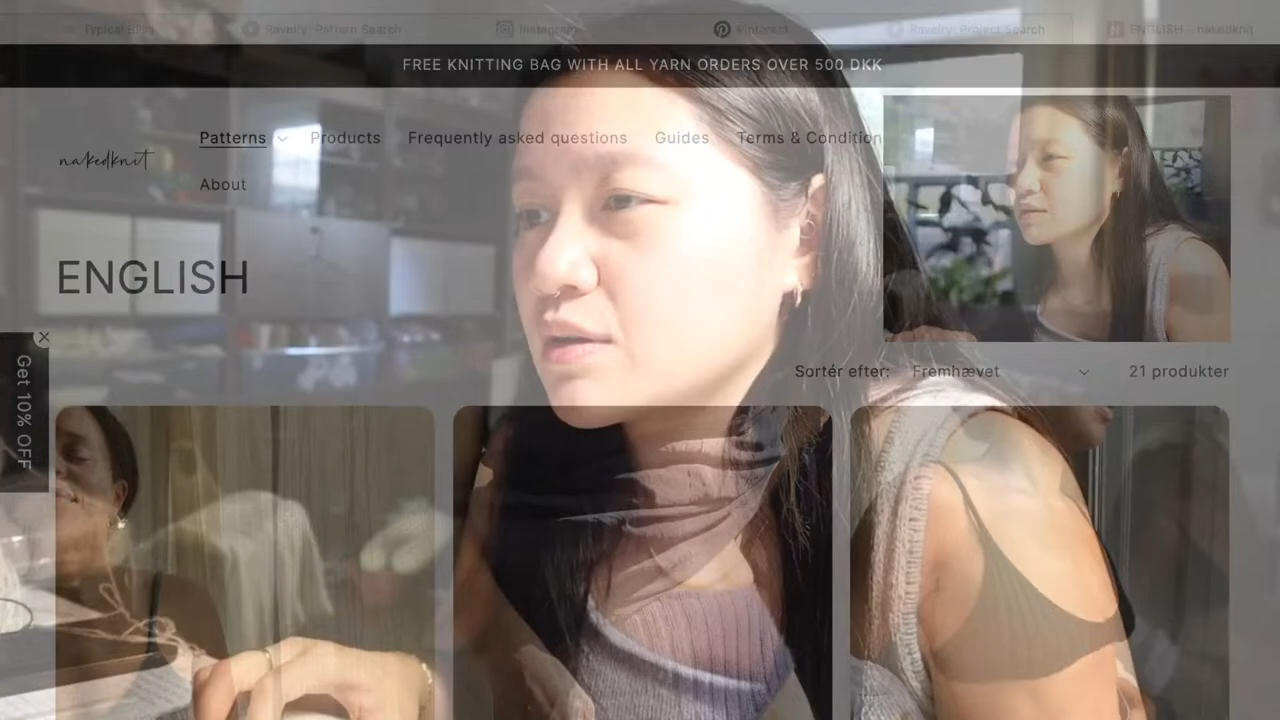 Typical Bling Ravelry: Pattern Search Instagram Pinterest Ravelry: Project Search ENGLISH – nakedknit
FREE KNITTING BAG WITH ALL YARN ORDERS OVER 500 DKK
Patterns Products Frequently asked questions Guides Terms & Condition
nakedknit
About
ENGLISH
Get 10% OFF
Sortér efter: Fremhævet 21 produkter